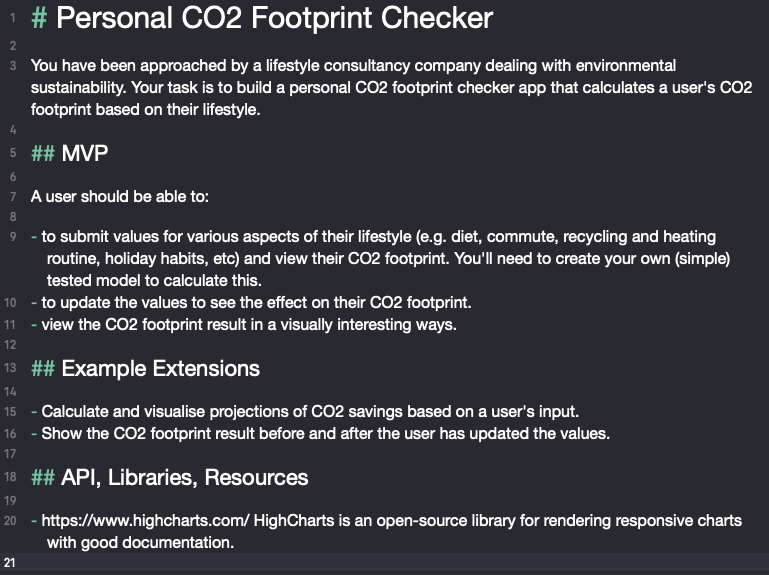 1 # Personal CO2 Footprint Checker
2
3 You have been approached by a lifestyle consultancy company dealing with environmental
sustainability. Your task is to build a personal CO2 footprint checker app that calculates a user's CO2
footprint based on their lifestyle.
4
5 ## MVP
6
7 A user should be able to:
8
9 - to submit values for various aspects of their lifestyle (e.g. diet, commute, recycling and heating
routine, holiday habits, etc) and view their CO2 footprint. You'll need to create your own (simple)
tested model to calculate this.
10 - to update the values to see the effect on their CO2 footprint.
11 - view the CO2 footprint result in a visually interesting ways.
12
13 ## Example Extensions
14
15 - Calculate and visualise projections of CO2 savings based on a user's input.
16 - Show the CO2 footprint result before and after the user has updated the values.
17
18 ## API, Libraries, Resources
19
20 - https://www.highcharts.com/ HighCharts is an open-source library for rendering responsive charts
with good documentation.
21